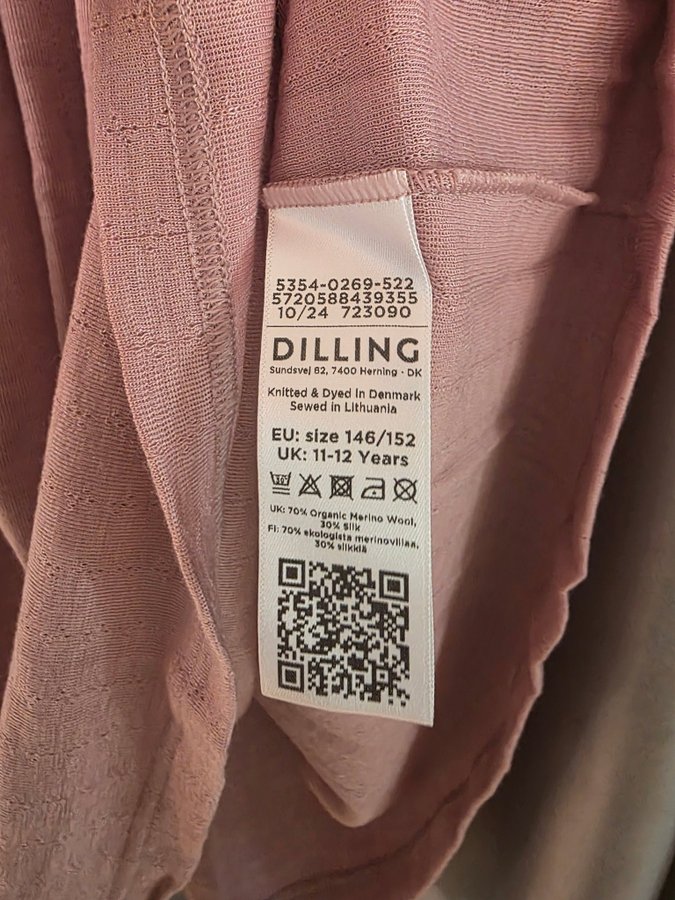 5354-0269-522
5720588439355
10/24 723090
DILLING
Sundsvej 62, 7400 Herning - DK
Knitted & Dyed in Denmark
Sewed in Lithuania
EU: size 146/152
UK: 11-12 Years
30°
UK: 70% Organic Merino Wool,
30% Silk
FI: 70% ekologista merinovillaa,
30% silkkiä